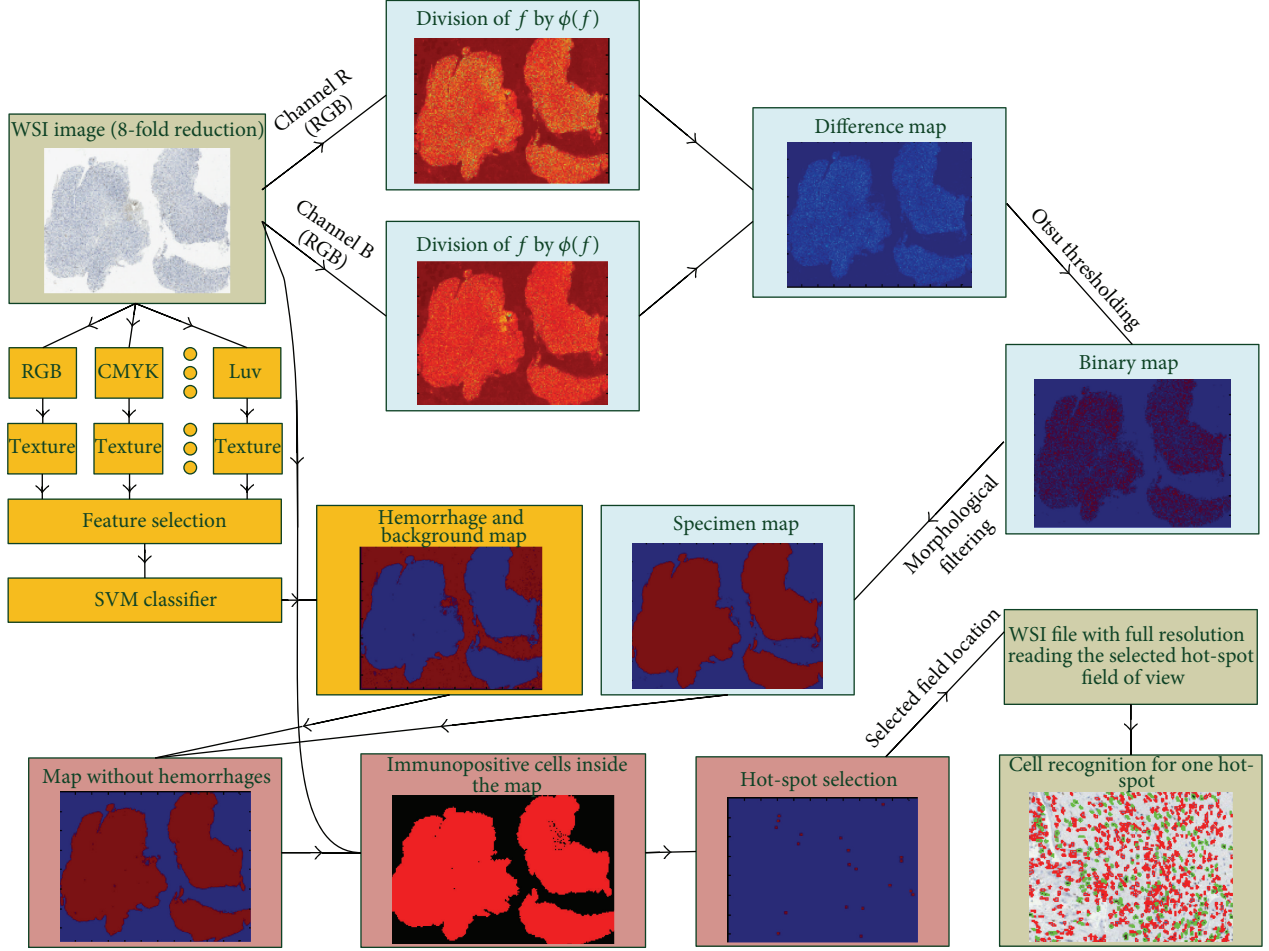 Division of f by ϕ(f)
Channel R
(RGB)
WSI image (8-fold reduction)
Difference map
Channel B
(RGB)
Division of f by ϕ(f)
Otsu thresholding
RGB
CMYK
Luv
Binary map
Texture
Texture
Texture
Feature selection
SVM classifier
Hemorrhage and
background map
Specimen map
Morphological
filtering
WSI file with full resolution
reading the selected hot-spot
field of view
Selected field location
Map without hemorrhages
Immunopositive cells inside
the map
Hot-spot selection
Cell recognition for one hot-
spot